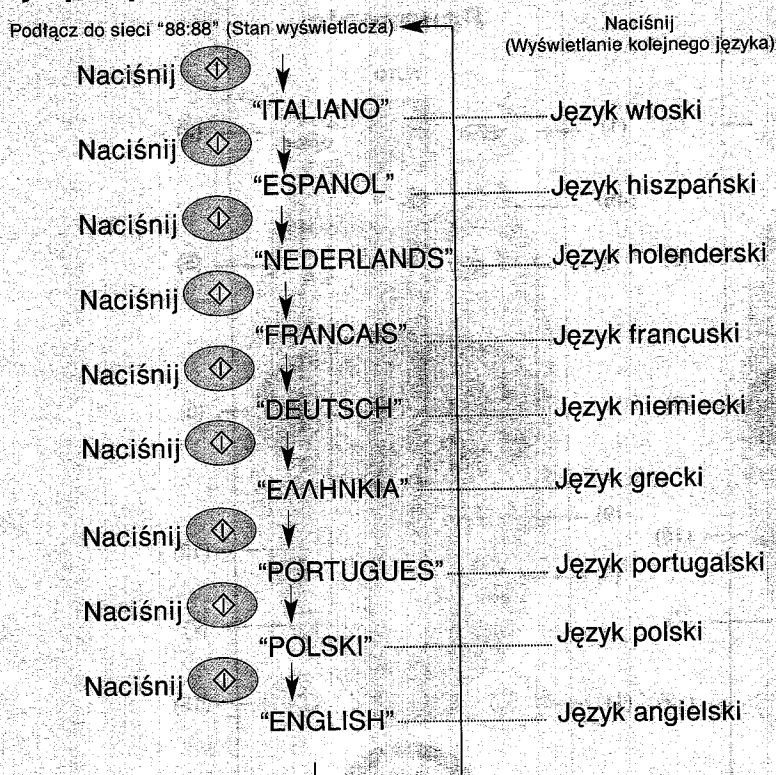 Podłącz do sieci “88:88” (Stan wyświetlacza)
Naciśnij
(Wyświetlanie kolejnego języka)
Naciśnij
“ITALIANO” Język włoski
Naciśnij
“ESPANOL” Język hiszpański
Naciśnij
“NEDERLANDS” Język holenderski
Naciśnij
“FRANCAIS” Język francuski
Naciśnij
“DEUTSCH” Język niemiecki
Naciśnij
“ΕΛΛΗΝΚΙΑ” Język grecki
Naciśnij
“PORTUGUES” Język portugalski
Naciśnij
“POLSKI” Język polski
Naciśnij
“ENGLISH” Język angielski